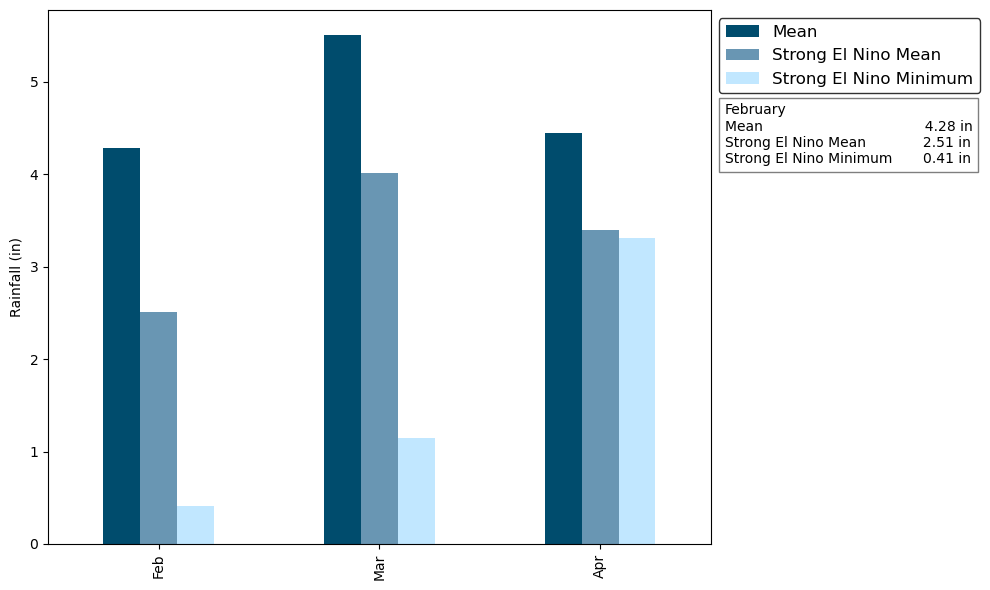 Mean
Strong El Nino Mean
Strong El Nino Minimum
February
Mean 4.28 in
Strong El Nino Mean 2.51 in
Strong El Nino Minimum 0.41 in
Rainfall (in)
5
4
3
2
1
0
Feb
Mar
Apr